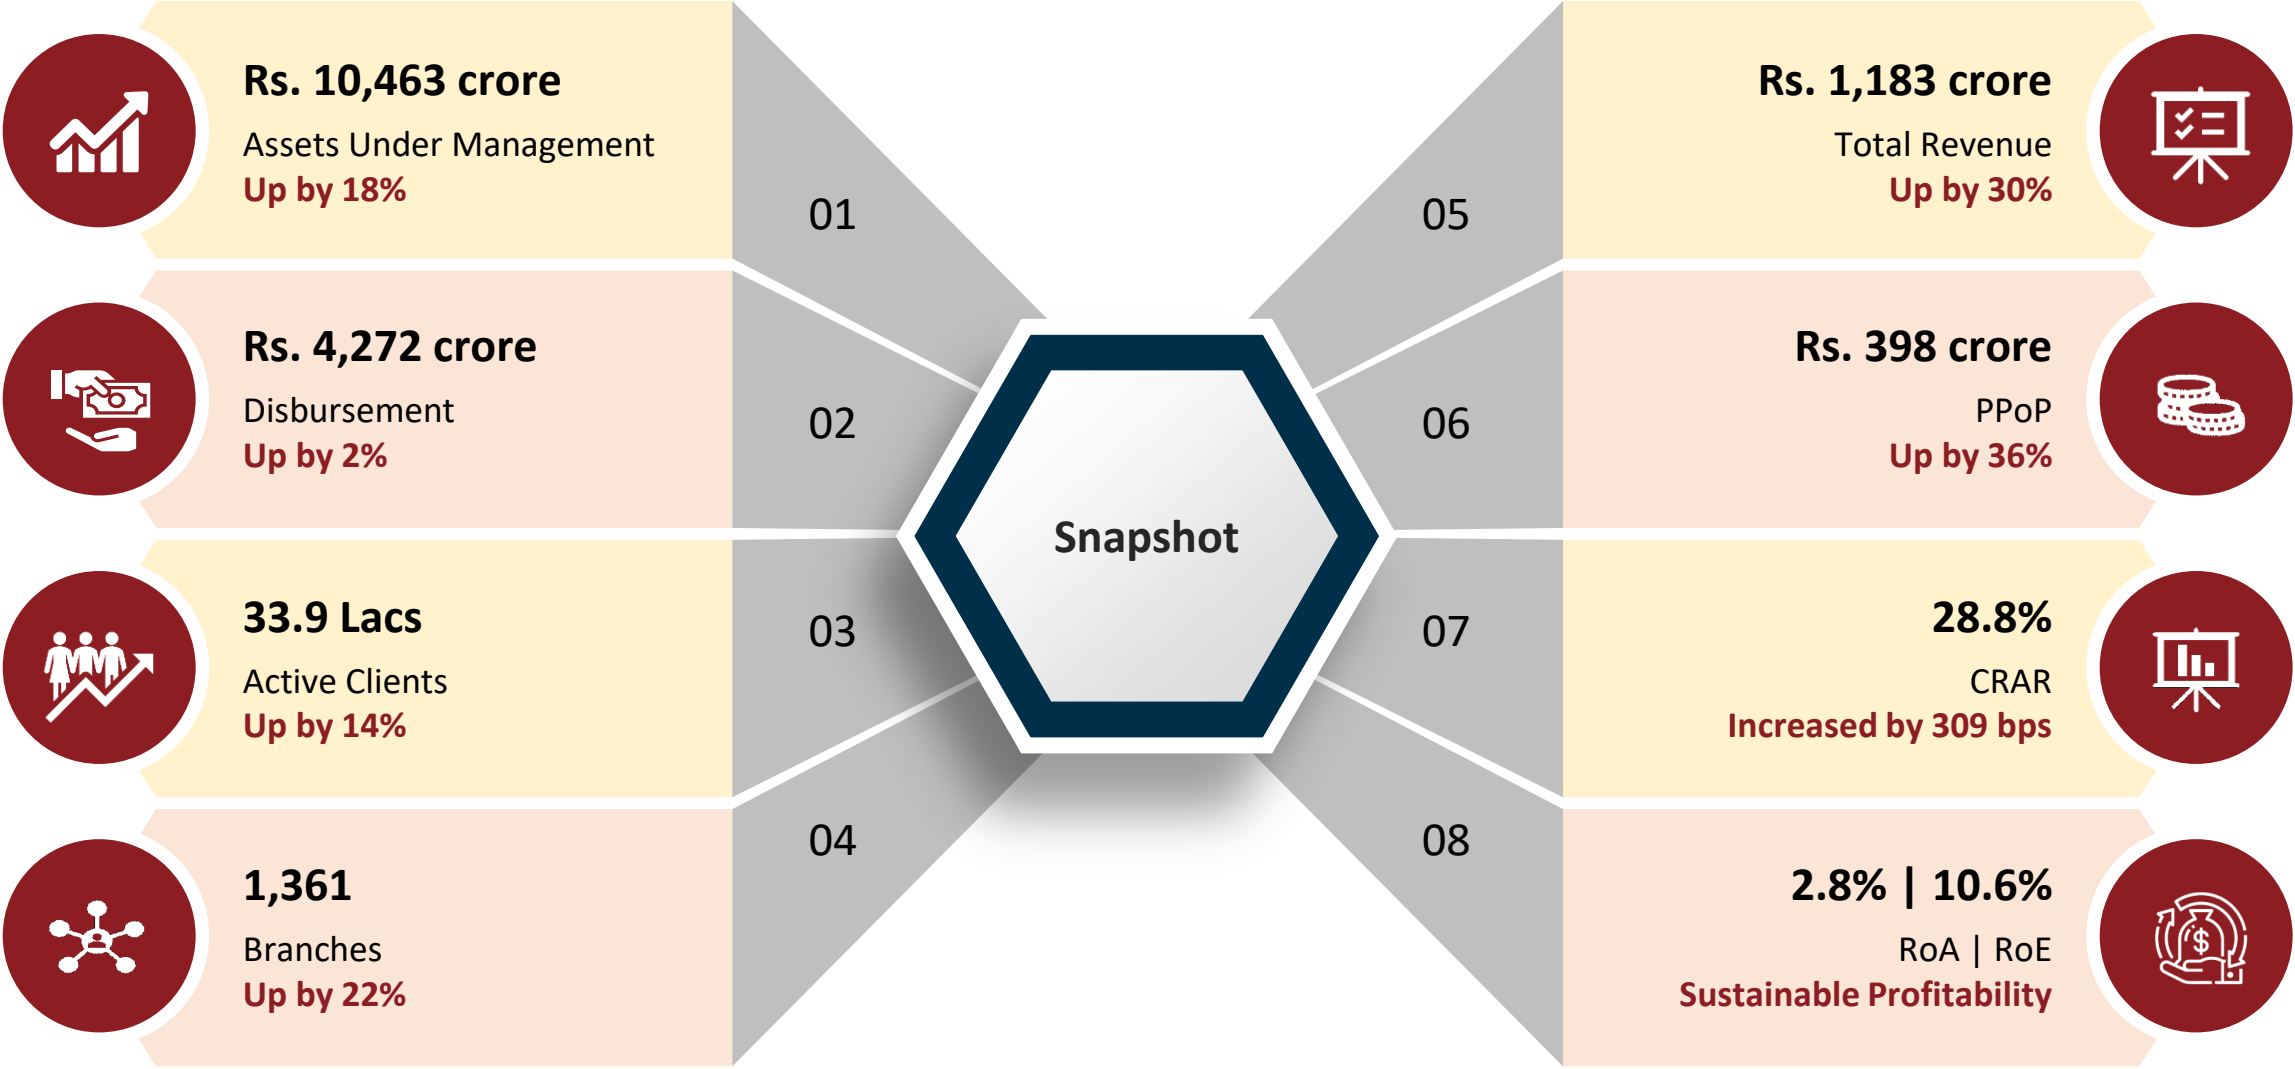 Rs. 10,463 crore
Assets Under Management
Up by 18%
01
Rs. 4,272 crore
Disbursement
Up by 2%
02
33.9 Lacs
Active Clients
Up by 14%
03
1,361
Branches
Up by 22%
04
Snapshot
Rs. 1,183 crore
Total Revenue
Up by 30%
05
Rs. 398 crore
PPoP
Up by 36%
06
28.8%
CRAR
Increased by 309 bps
07
2.8% | 10.6%
RoA | RoE
Sustainable Profitability
08
$